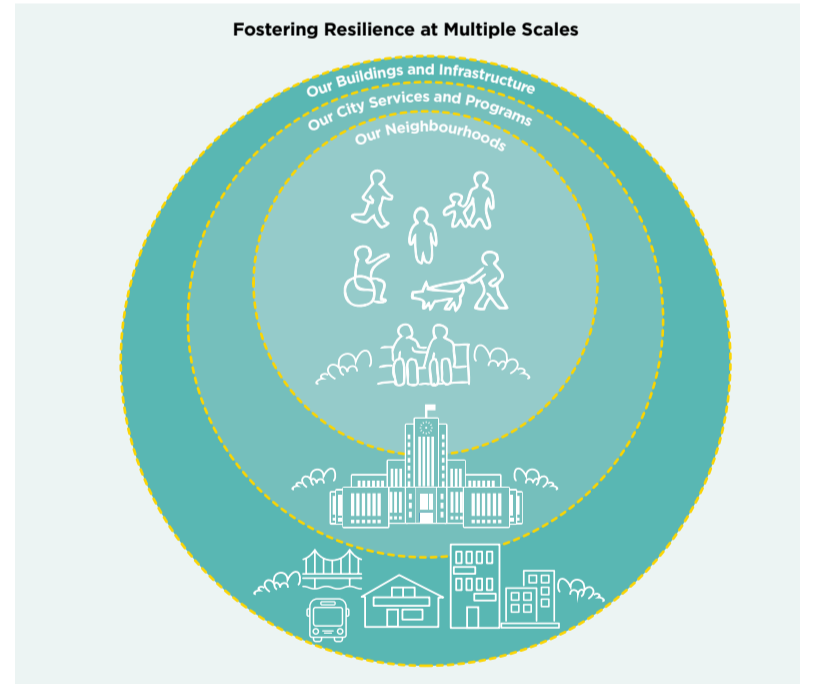 Fostering Resilience at Multiple Scales
Our Buildings and Infrastructure
Our City Services and Programs
Our Neighbourhoods